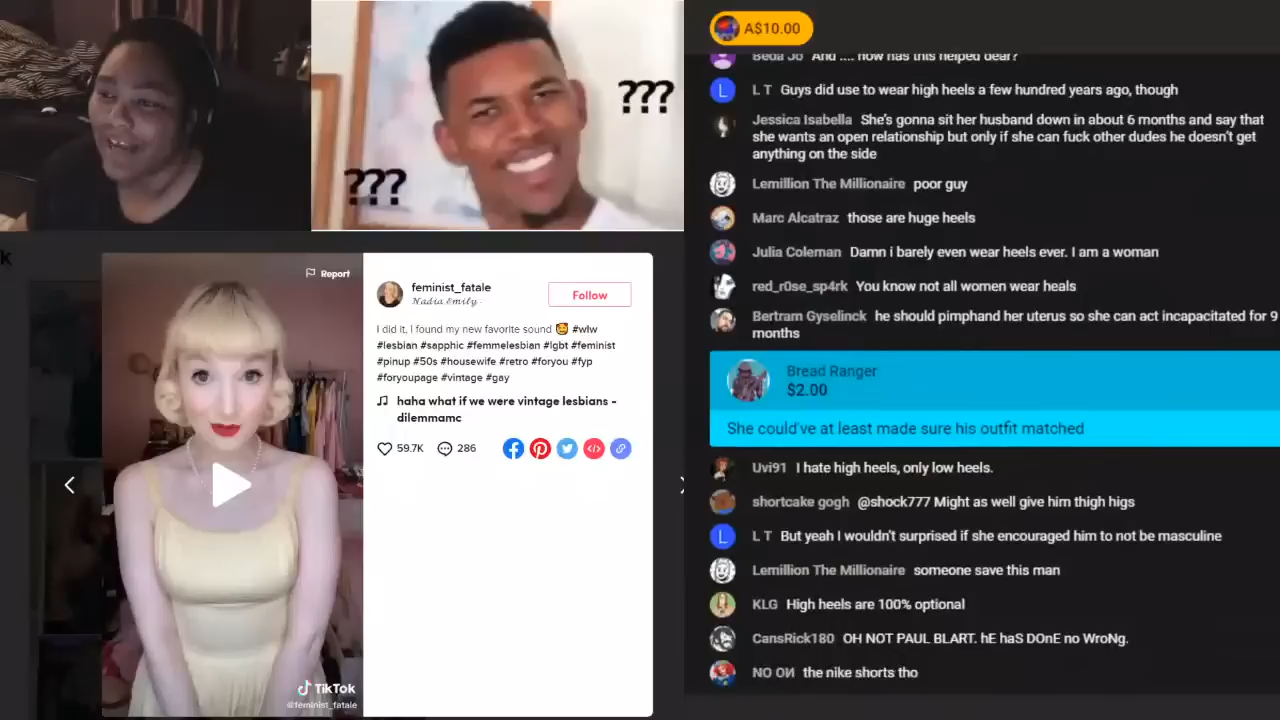 ???
???
k
Report
feminist_fatale
Nadia Emily -
Follow
I did it, I found my new favorite sound 🥰 #wlw
#lesbian #sapphic #femmelesbian #lgbt #feminist
#pinup #50s #housewife #retro #foryou #fyp
#foryoupage #vintage #gay
haha what if we were vintage lesbians -
dilemmamc
59.7K
286
TikTok
@feminist_fatale
A$10.00
Beda Jo And .... how has this helped dear?
L
L T Guys did use to wear high heels a few hundred years ago, though
Jessica Isabella She's gonna sit her husband down in about 6 months and say that
she wants an open relationship but only if she can fuck other dudes he doesn't get
anything on the side
Lemillion The Millionaire poor guy
Marc Alcatraz those are huge heels
Julia Coleman Damn i barely even wear heels ever. I am a woman
red_r0se_sp4rk You know not all women wear heals
Bertram Gyselinck he should pimphand her uterus so she can act incapacitated for 9
months
Bread Ranger
$2.00
She could've at least made sure his outfit matched
Uvi91 I hate high heels, only low heels.
shortcake gogh @shock777 Might as well give him thigh higs
L
L T But yeah I wouldn't surprised if she encouraged him to not be masculine
Lemillion The Millionaire someone save this man
KLG High heels are 100% optional
CansRick180 OH NOT PAUL BLART. hE haS DOnE no WroNg.
NO OИ the nike shorts tho